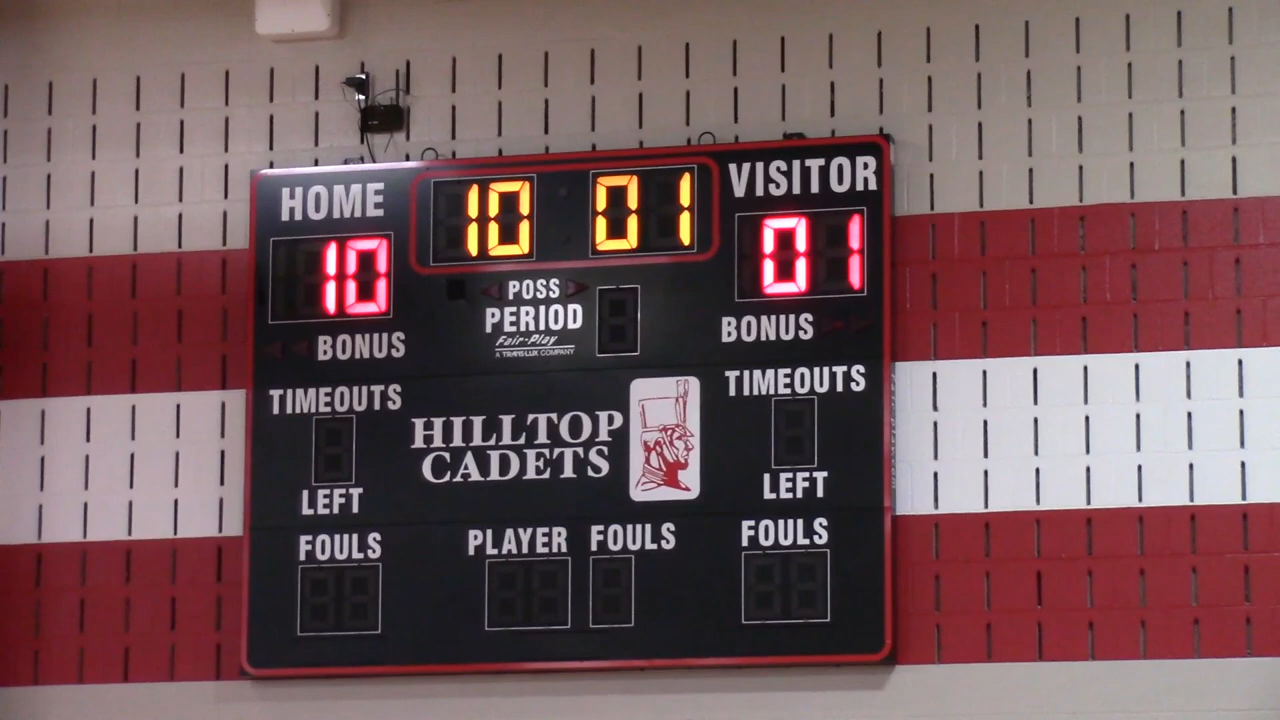 HOME
10 01
VISITOR
10
01
POSS
PERIOD
Fair-Play
A TRANS-LUX COMPANY
BONUS
BONUS
TIMEOUTS
TIMEOUTS
HILLTOP
CADETS
LEFT
LEFT
FOULS
PLAYER FOULS
FOULS